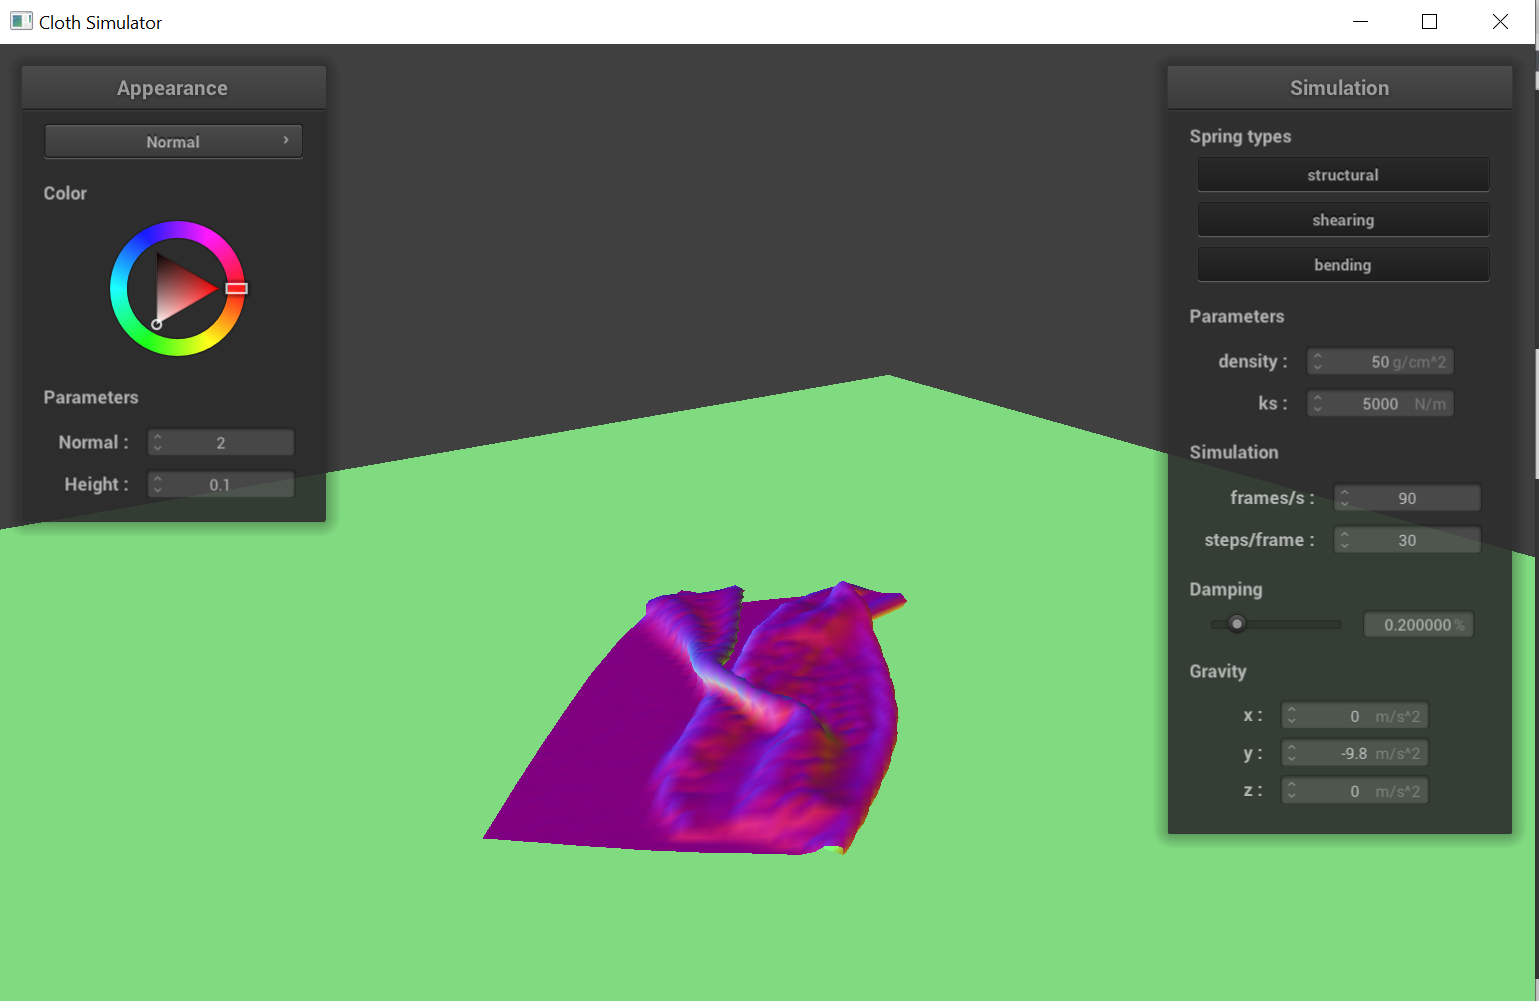 Cloth Simulator
Appearance
Normal
Color
Parameters
Normal : 2
Height : 0.1
Simulation
Spring types
structural
shearing
bending
Parameters
density : 50 g/cm^2
ks : 5000 N/m
Simulation
frames/s : 90
steps/frame : 30
Damping
0.200000 %
Gravity
x : 0 m/s^2
y : -9.8 m/s^2
z : 0 m/s^2